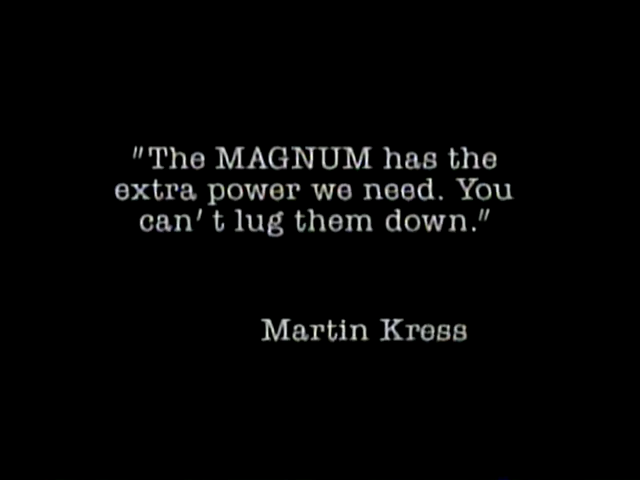 "The MAGNUM has the
extra power we need. You
can't lug them down."
Martin Kress